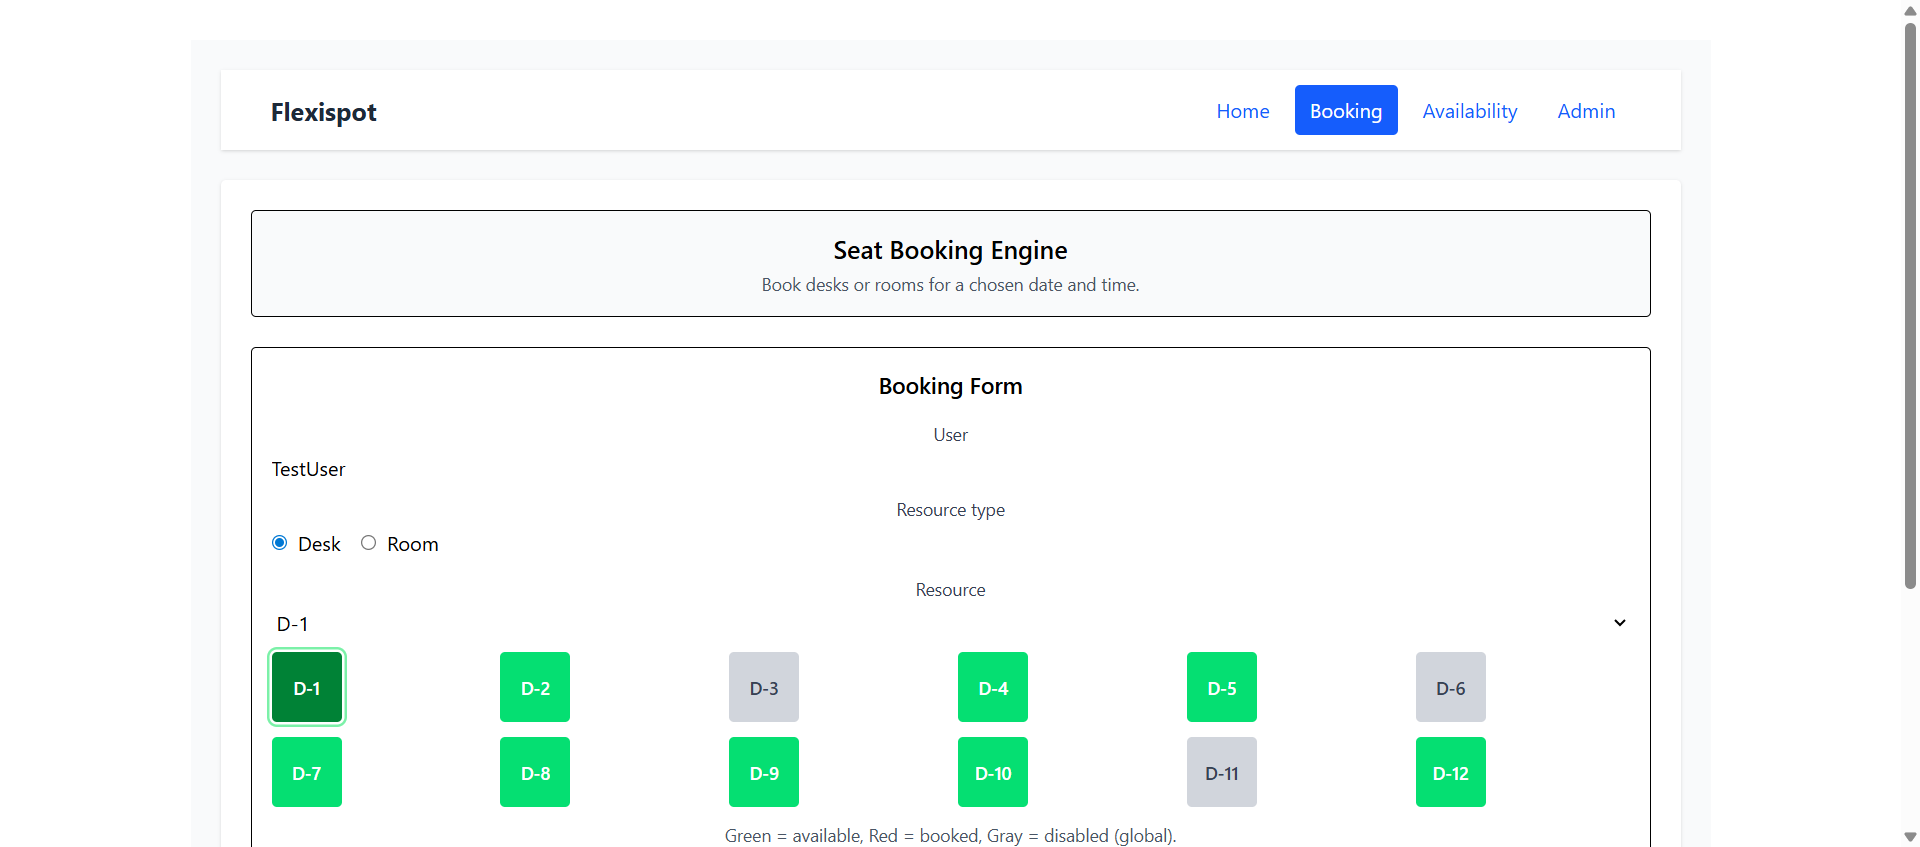 Flexispot
Home Booking Availability Admin
Seat Booking Engine
Book desks or rooms for a chosen date and time.
Booking Form
User
TestUser
Resource type
Desk Room
Resource
D-1
D-1 D-2 D-3 D-4 D-5 D-6
D-7 D-8 D-9 D-10 D-11 D-12
Green = available, Red = booked, Gray = disabled (global).